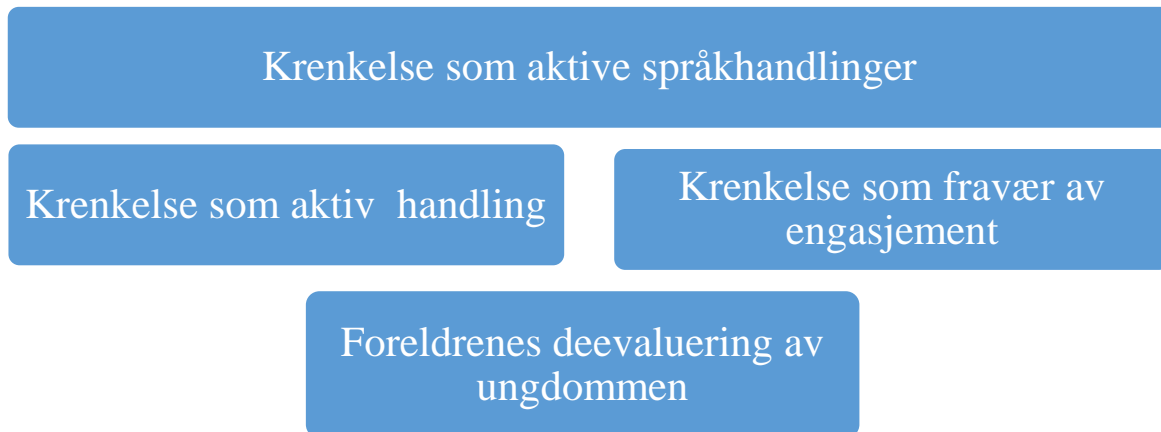 Krenkelse som aktive språkhandlinger
Krenkelse som aktiv  handling
Krenkelse som fravær av
engasjement
Foreldrenes deevaluering av
ungdommen